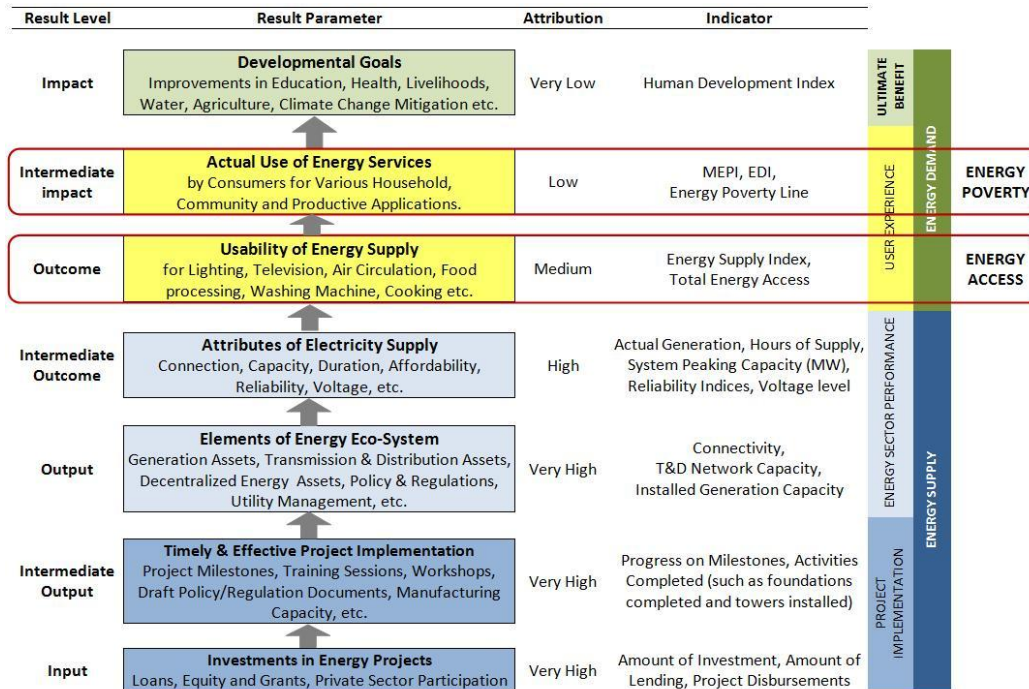 Result Level Result Parameter Attribution Indicator
Developmental Goals
Impact Improvements in Education, Health, Livelihoods, Very Low Human Development Index
Water, Agriculture, Climate Change Mitigation etc.
ULTIMATE
BENEFIT
Actual Use of Energy Services
Intermediate
impact
by Consumers for Various Household,
Community and Productive Applications.
Low
MEPI, EDI,
Energy Poverty Line
ENERGY
POVERTY
Usability of Energy Supply
Outcome
for Lighting, Television, Air Circulation, Food
processing, Washing Machine, Cooking etc.
Medium
Energy Supply Index,
Total Energy Access
ENERGY
ACCESS
USER EXPERIENCE
ENERGY DEMAND
Attributes of Electricity Supply
Intermediate
Outcome
Connection, Capacity, Duration, Affordability,
Reliability, Voltage, etc.
High
Actual Generation, Hours of Supply,
System Peaking Capacity (MW),
Reliability Indices, Voltage level
Elements of Energy Eco-System
Output
Generation Assets, Transmission & Distribution Assets,
Decentralized Energy Assets, Policy & Regulations,
Utility Management, etc.
Very High
Connectivity,
T&D Network Capacity,
Installed Generation Capacity
ENERGY SECTOR PERFORMANCE
ENERGY SUPPLY
Timely & Effective Project Implementation
Intermediate
Output
Project Milestones, Training Sessions, Workshops,
Draft Policy/Regulation Documents, Manufacturing
Capacity, etc.
Very High
Progress on Milestones, Activities
Completed (such as foundations
completed and towers installed)
PROJECT
IMPLEMENTATION
Investments in Energy Projects
Input
Loans, Equity and Grants, Private Sector Participation
Very High
Amount of Investment, Amount of
Lending, Project Disbursements